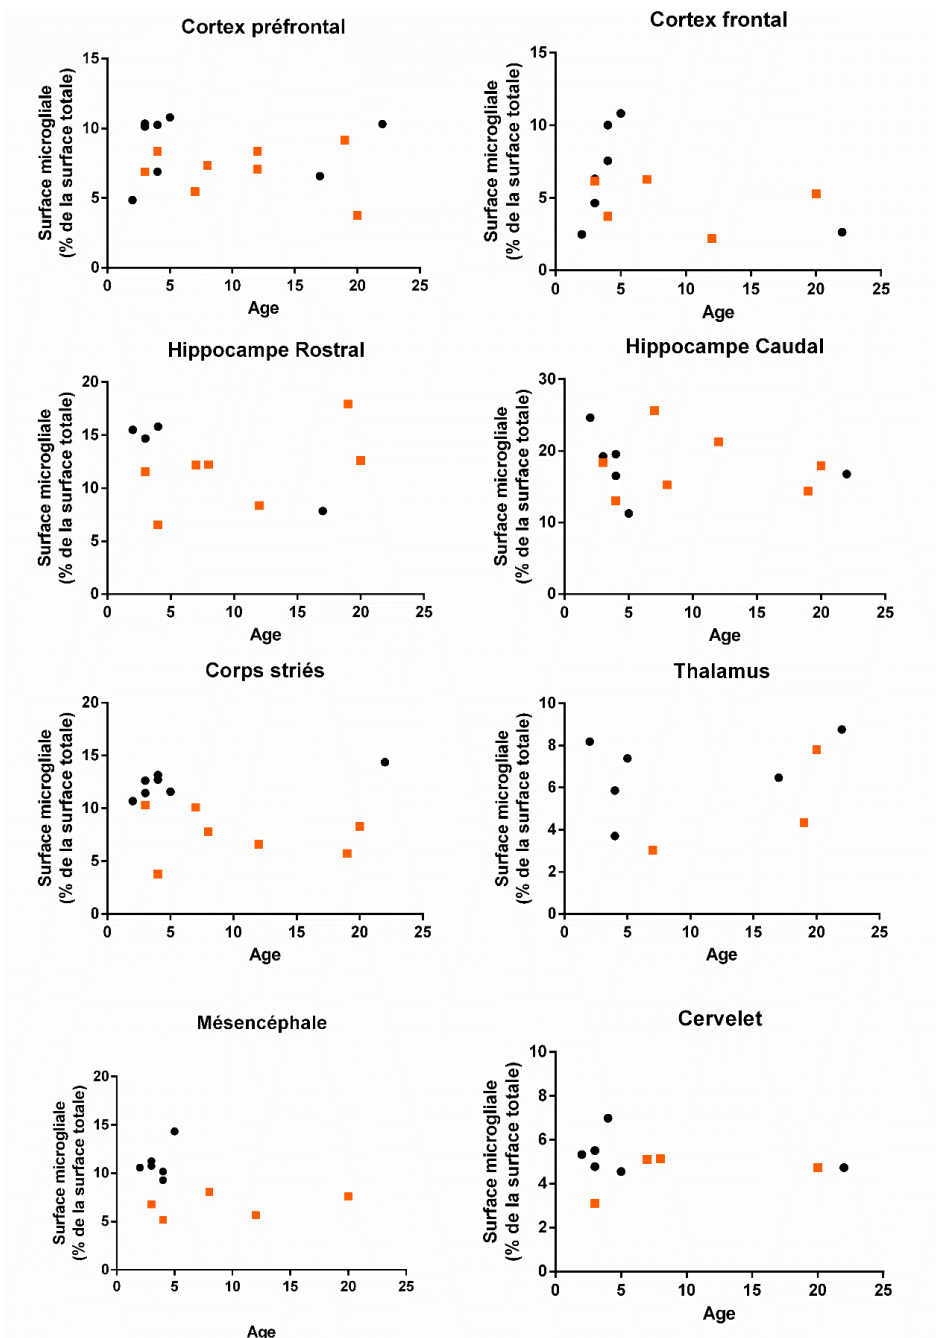 Cortex préfrontal
Surface microgliale
(% de la surface totale)
15
10
5
0
0 5 10 15 20 25
Age
Cortex frontal
Surface microgliale
(% de la surface totale)
15
10
5
0
0 5 10 15 20 25
Age
Hippocampe Rostral
Surface microgliale
(% de la surface totale)
20
15
10
5
0
0 5 10 15 20 25
Age
Hippocampe Caudal
Surface microgliale
(% de la surface totale)
30
20
10
0
0 5 10 15 20 25
Age
Corps striés
Surface microgliale
(% de la surface totale)
20
15
10
5
0
0 5 10 15 20 25
Age
Thalamus
Surface microgliale
(% de la surface totale)
10
8
6
4
2
0
0 5 10 15 20 25
Age
Mésencéphale
Surface microgliale
(% de la surface totale)
20
15
10
5
0
0 5 10 15 20 25
Age
Cervelet
Surface microgliale
(% de la surface totale)
10
8
6
4
2
0
0 5 10 15 20 25
Age